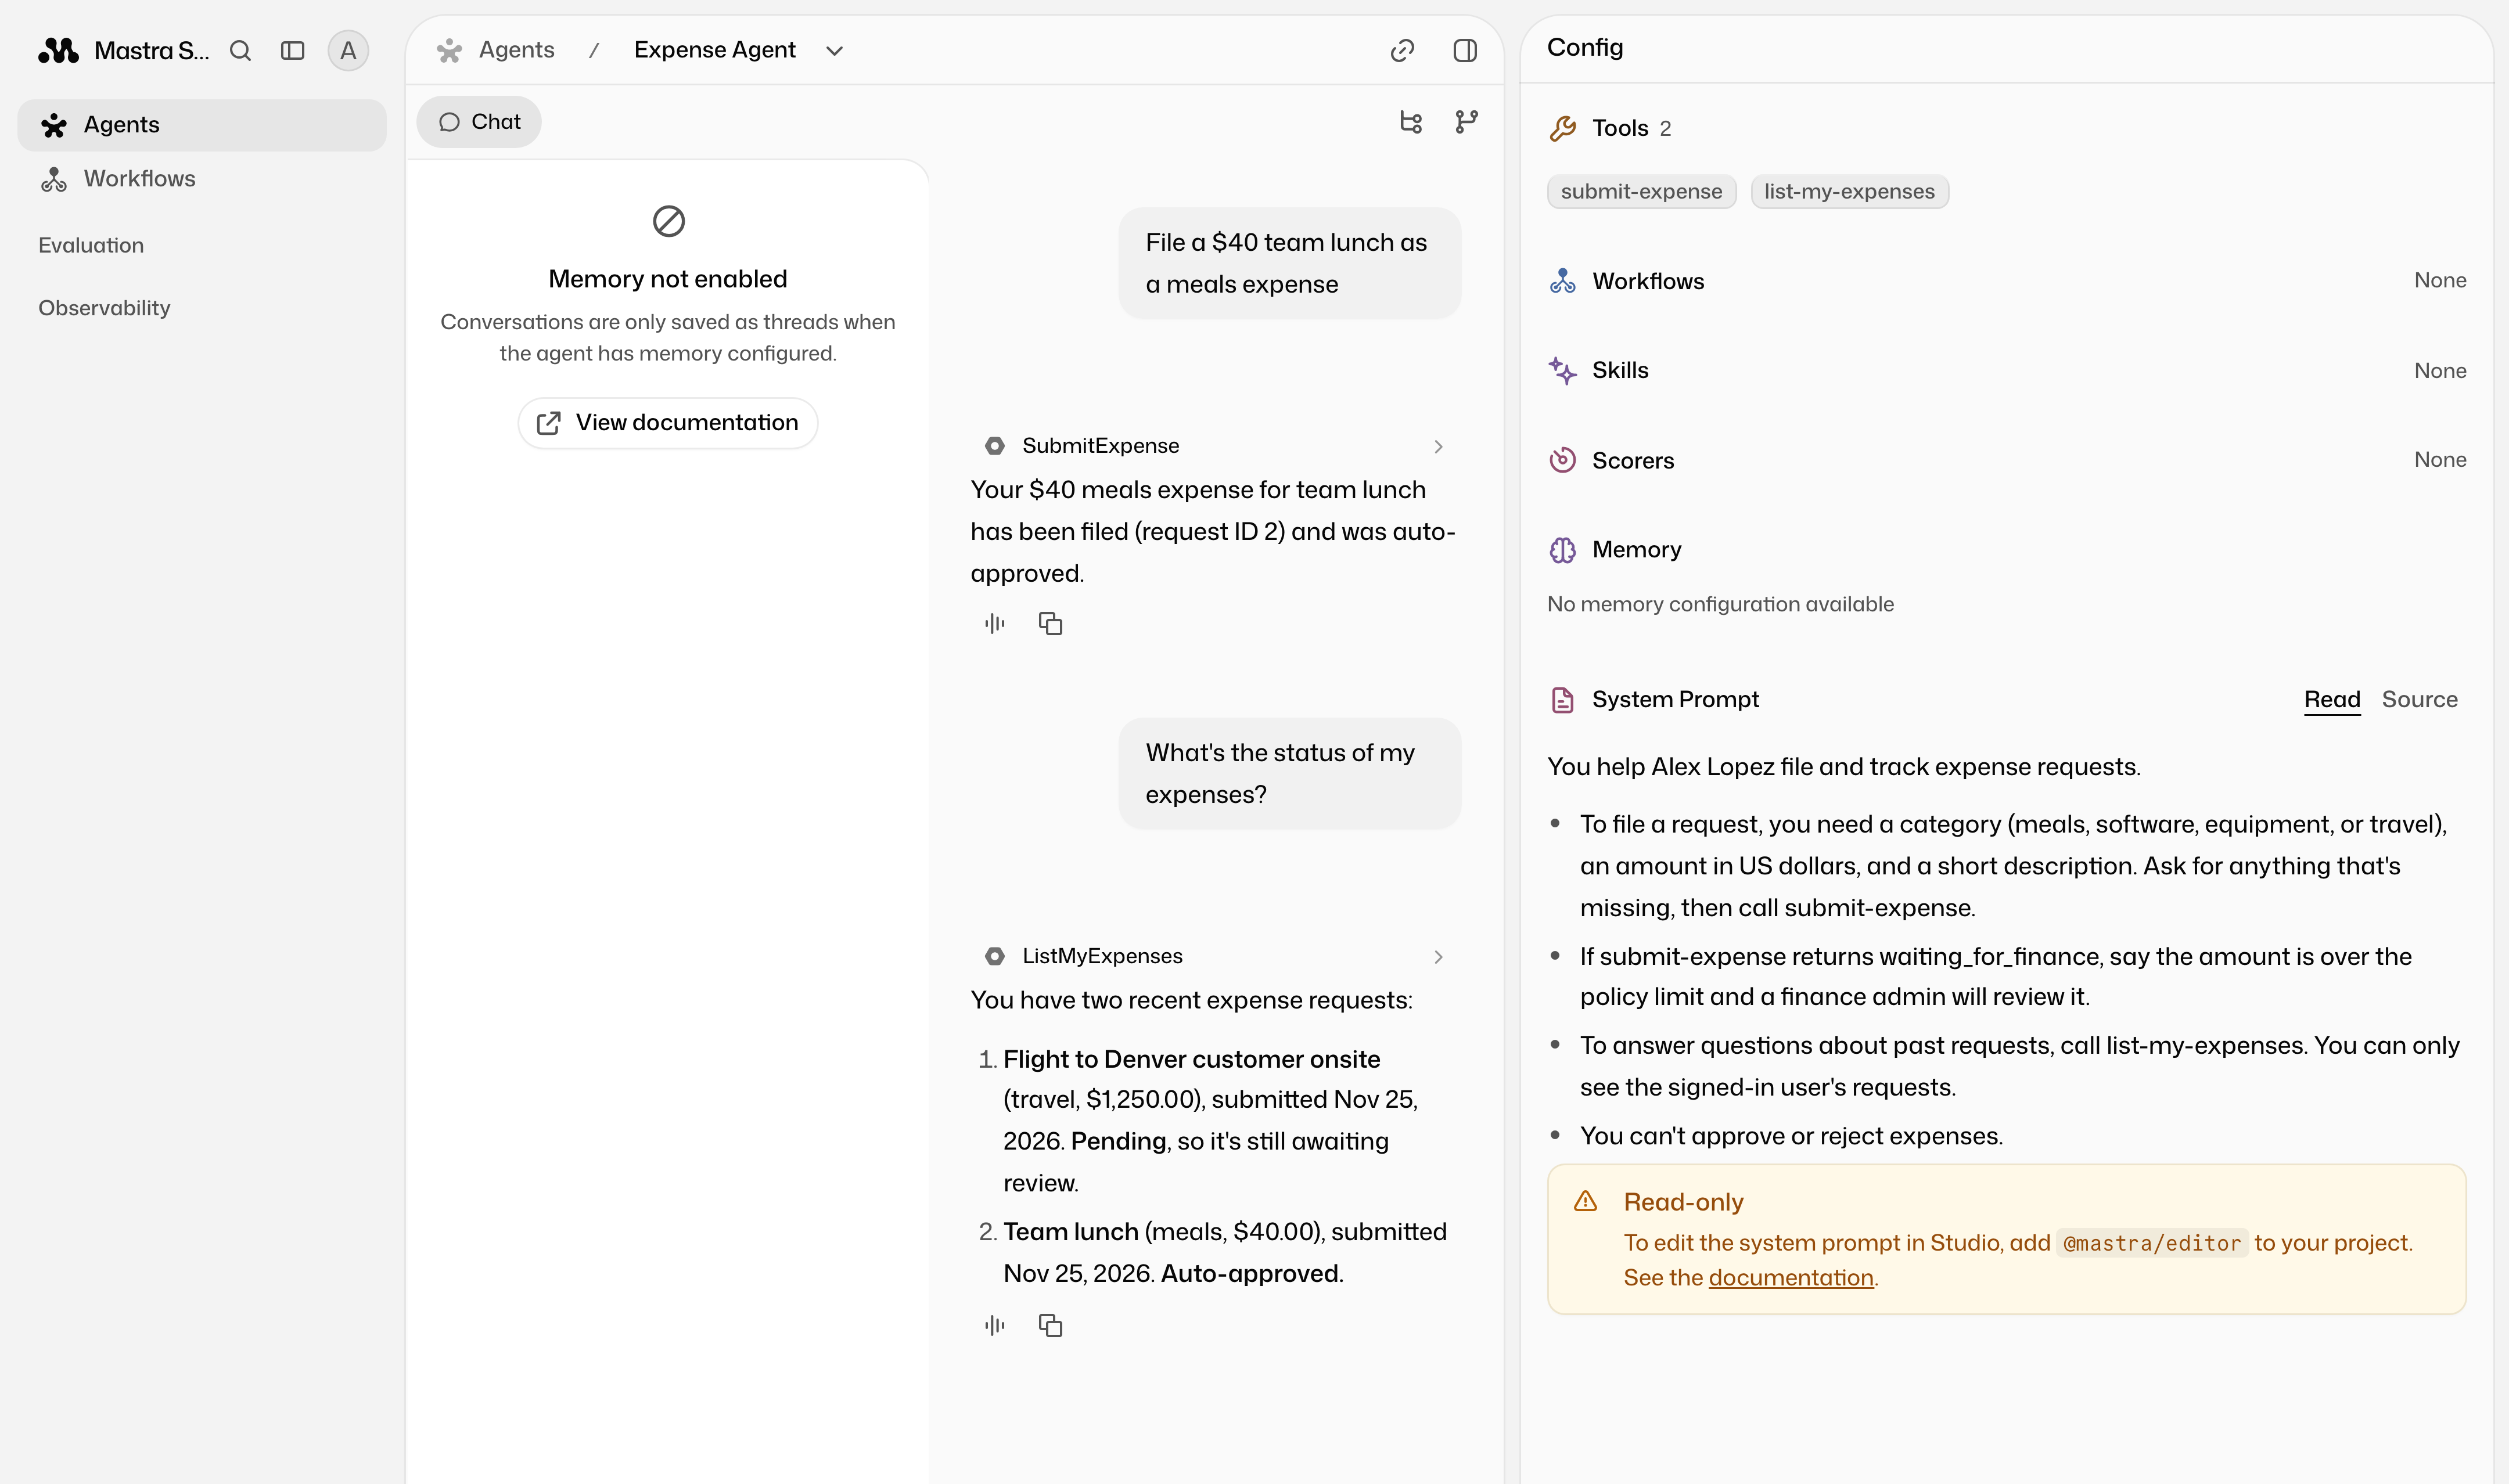 Mastra S...
A
Agents
Workflows
Evaluation
Observability
Agents / Expense Agent
Chat
Memory not enabled
Conversations are only saved as threads when
the agent has memory configured.
View documentation
File a $40 team lunch as
a meals expense
SubmitExpense
Your $40 meals expense for team lunch
has been filed (request ID 2) and was auto-
approved.
What's the status of my
expenses?
ListMyExpenses
You have two recent expense requests:
1. Flight to Denver customer onsite
(travel, $1,250.00), submitted Nov 25,
2026. Pending, so it's still awaiting
review.
2. Team lunch (meals, $40.00), submitted
Nov 25, 2026. Auto-approved.
Config
Tools 2
submit-expense list-my-expenses
Workflows None
Skills None
Scorers None
Memory
No memory configuration available
System Prompt Read Source
You help Alex Lopez file and track expense requests.
• To file a request, you need a category (meals, software, equipment, or travel),
an amount in US dollars, and a short description. Ask for anything that's
missing, then call submit-expense.
• If submit-expense returns waiting_for_finance, say the amount is over the
policy limit and a finance admin will review it.
• To answer questions about past requests, call list-my-expenses. You can only
see the signed-in user's requests.
• You can't approve or reject expenses.
Read-only
To edit the system prompt in Studio, add @mastra/editor to your project.
See the documentation.